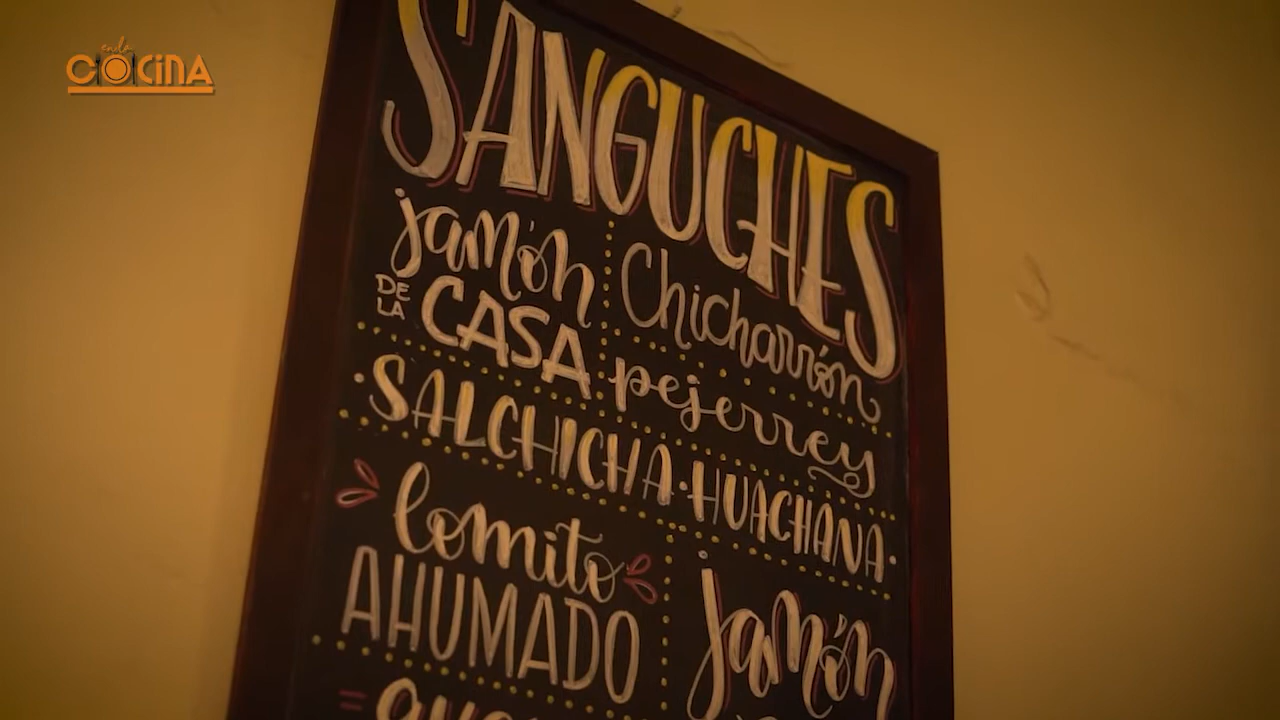 en la
COCINA
SANGUCHES
jamón
DE LA CASA
Chicharrón
pejerrey
·SALCHICHA·HUACHANA·
lomito
AHUMADO
jamón